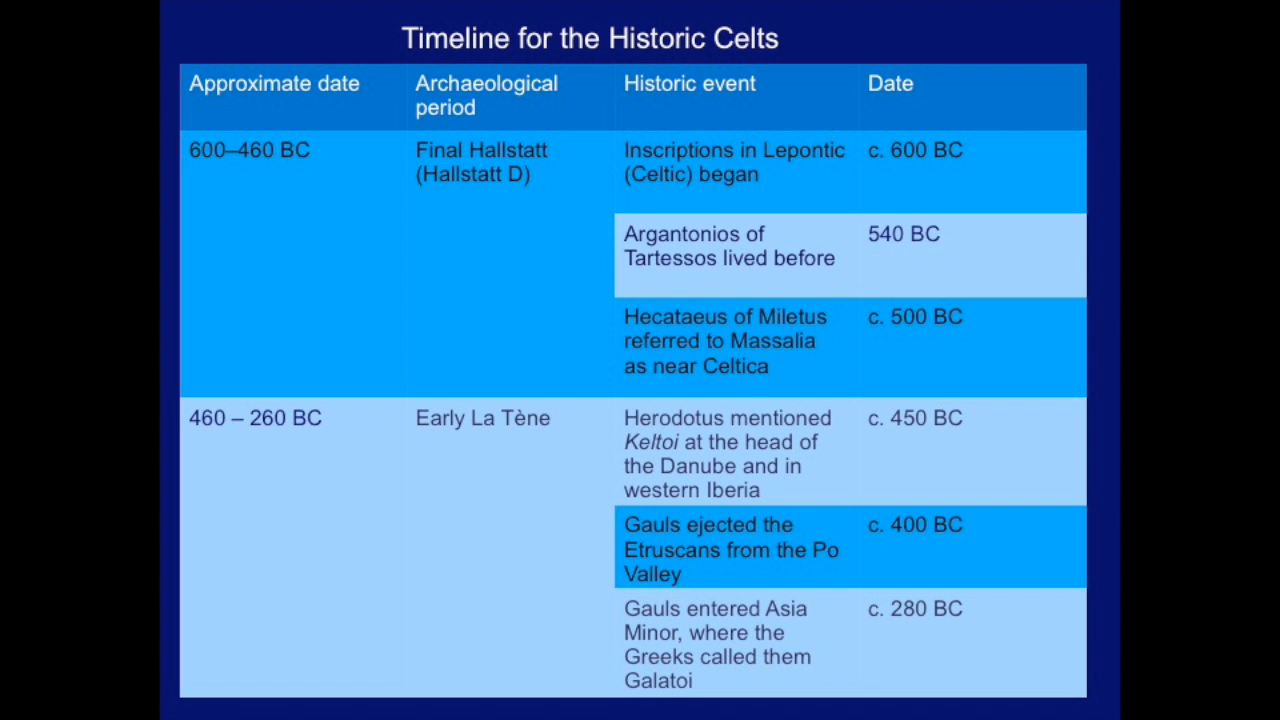 Timeline for the Historic Celts
Approximate date
Archaeological
period
Historic event
Date
600–460 BC
Final Hallstatt
(Hallstatt D)
Inscriptions in Lepontic
(Celtic) began
c. 600 BC
Argantonios of
Tartessos lived before
540 BC
Hecataeus of Miletus
referred to Massalia
as near Celtica
c. 500 BC
460 – 260 BC
Early La Tène
Herodotus mentioned
Keltoi at the head of
the Danube and in
western Iberia
c. 450 BC
Gauls ejected the
Etruscans from the Po
Valley
c. 400 BC
Gauls entered Asia
Minor, where the
Greeks called them
Galatoi
c. 280 BC